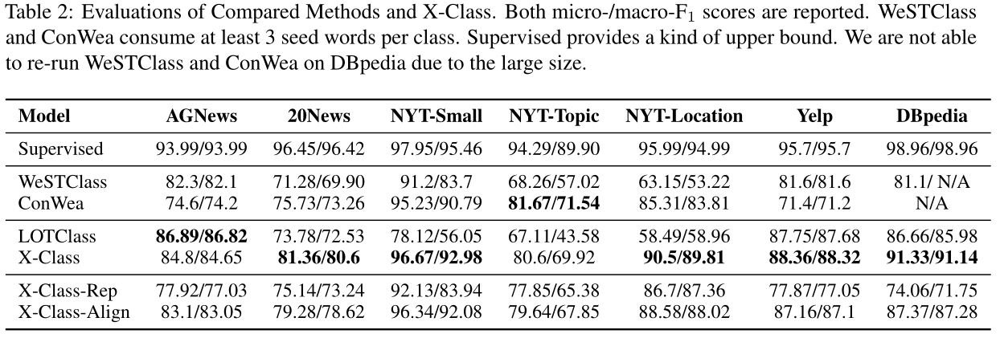 Table 2: Evaluations of Compared Methods and X-Class. Both micro-/macro-F1 scores are reported. WeSTClass
and ConWea consume at least 3 seed words per class. Supervised provides a kind of upper bound. We are not able
to re-run WeSTClass and ConWea on DBpedia due to the large size.
Model AGNews 20News NYT-Small NYT-Topic NYT-Location Yelp DBpedia
Supervised 93.99/93.99 96.45/96.42 97.95/95.46 94.29/89.90 95.99/94.99 95.7/95.7 98.96/98.96
WeSTClass 82.3/82.1 71.28/69.90 91.2/83.7 68.26/57.02 63.15/53.22 81.6/81.6 81.1/ N/A
ConWea 74.6/74.2 75.73/73.26 95.23/90.79 81.67/71.54 85.31/83.81 71.4/71.2 N/A
LOTClass 86.89/86.82 73.78/72.53 78.12/56.05 67.11/43.58 58.49/58.96 87.75/87.68 86.66/85.98
X-Class 84.8/84.65 81.36/80.6 96.67/92.98 80.6/69.92 90.5/89.81 88.36/88.32 91.33/91.14
X-Class-Rep 77.92/77.03 75.14/73.24 92.13/83.94 77.85/65.38 86.7/87.36 77.87/77.05 74.06/71.75
X-Class-Align 83.1/83.05 79.28/78.62 96.34/92.08 79.64/67.85 88.58/88.02 87.16/87.1 87.37/87.28